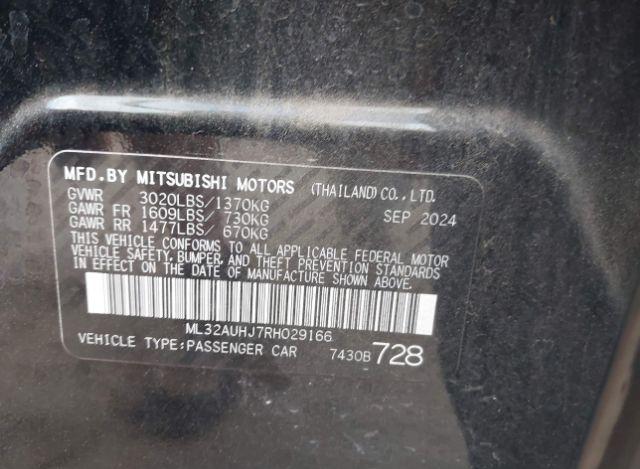 MFD.BY MITSUBISHI MOTORS (THAILAND) CO., LTD.
GVWR 3020LBS/1370KG
GAWR FR 1609LBS/ 730KG SEP 2024
GAWR RR 1477LBS/ 670KG
THIS VEHICLE CONFORMS TO ALL APPLICABLE FEDERAL MOTOR
VEHICLE SAFETY, BUMPER, AND THEFT PREVENTION STANDARDS
IN EFFECT ON THE DATE OF MANUFACTURE SHOWN ABOVE.
ML32AUHJ7RH029166
VEHICLE TYPE:PASSENGER CAR 7430B 728